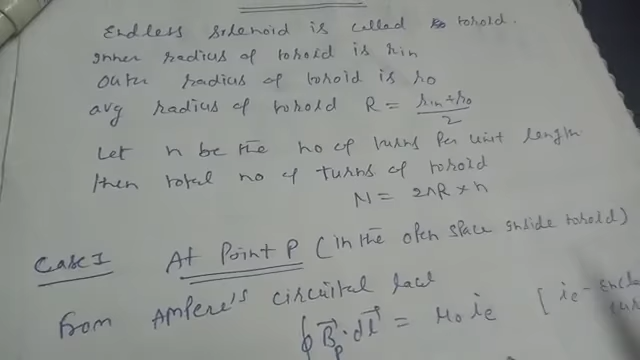 Endless solenoid is called toroid.
inner radius of toroid is rin
outer radius of toroid is ro
avg radius of toroid R = (rin + ro)/2
Let n be the no of turns per unit length
then total no of turns of toroid
N = 2πR × n
Case I At Point P (in the open space inside toroid)
from Ampere's circuital law
∮ B⃗p · dl⃗ = μ₀ ie [ ie -